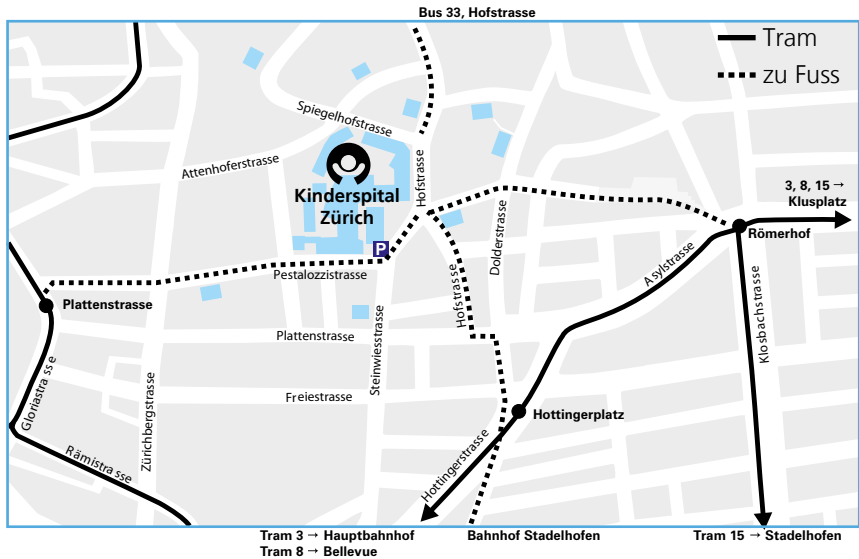 Bus 33, Hofstrasse
Tram
zu Fuss
Spiegelhofstrasse
Attenhoferstrasse
Hofstrasse
Kinderspital
Zürich
3, 8, 15 →
Klusplatz
Römerhof
Dolderstrasse
P
Asylstrasse
Pestalozzistrasse
Hofstrasse
Plattenstrasse
Plattenstrasse
Klosbachstrasse
Steinwiesstrasse
Gloriastrasse
Zürichbergstrasse
Freiestrasse
Hottingerplatz
Hottingerstrasse
Rämistrasse
Tram 3 → Hauptbahnhof
Tram 8 → Bellevue
Bahnhof Stadelhofen
Tram 15 → Stadelhofen